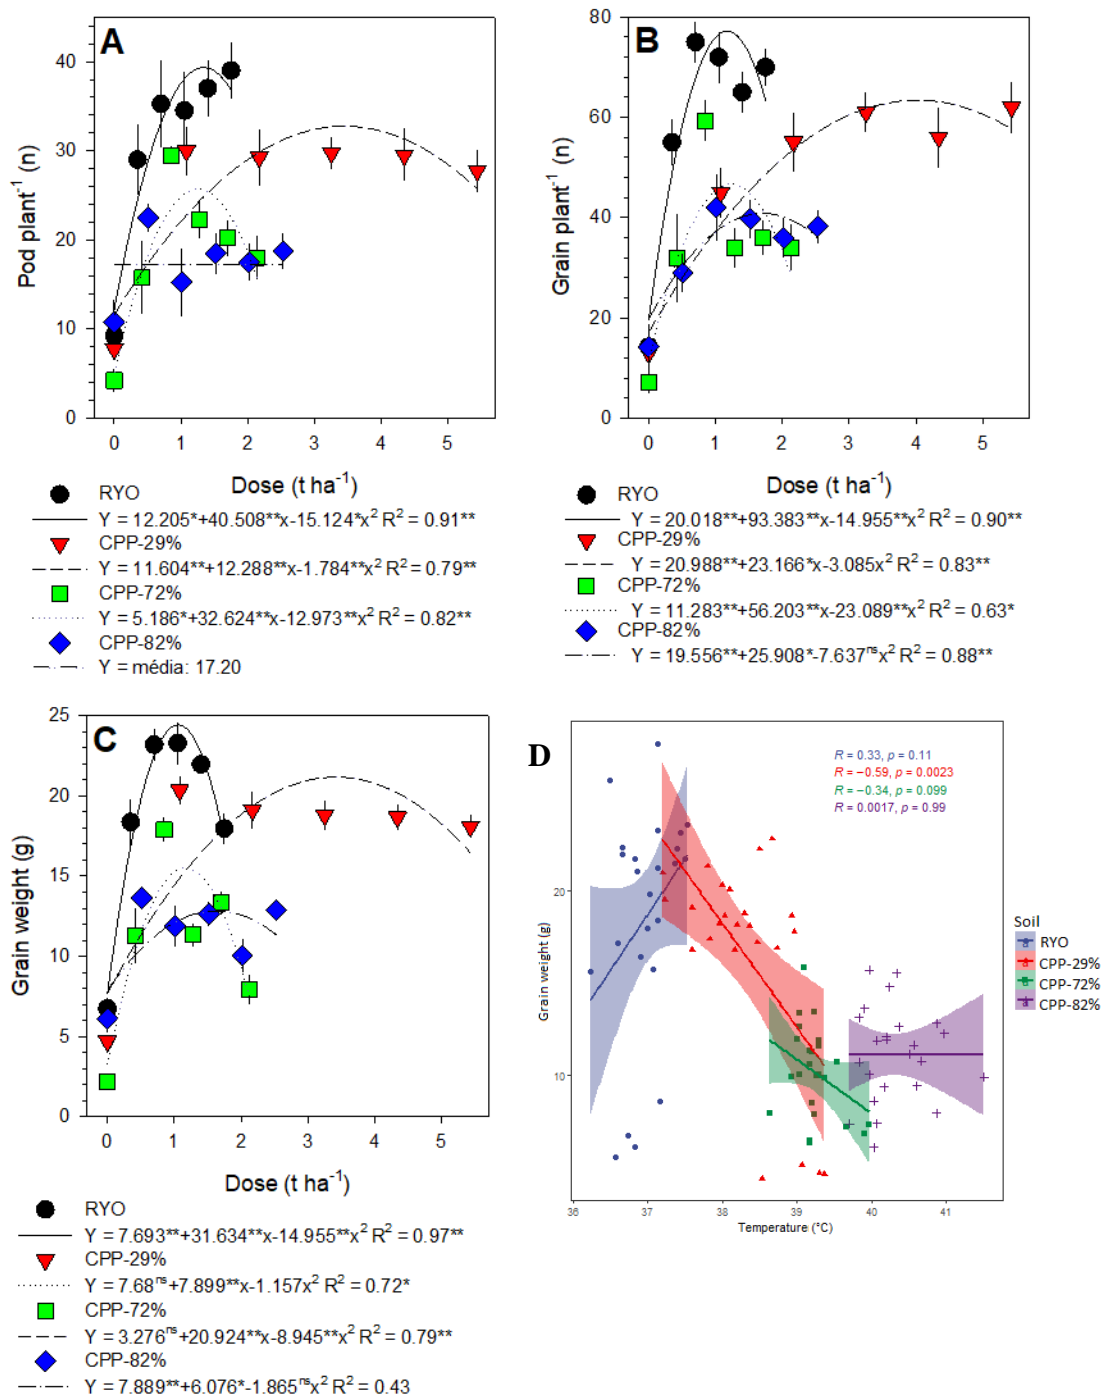 A
Pod plant⁻¹ (n)
40
30
20
10
0
0 1 2 3 4 5
Dose (t ha⁻¹)
RYO
Y = 12.205*+40.508**x-15.124*x² R² = 0.91**
CPP-29%
Y = 11.604**+12.288**x-1.784**x² R² = 0.79**
CPP-72%
Y = 5.186*+32.624**x-12.973**x² R² = 0.82**
CPP-82%
Y = média: 17.20
B
Grain plant⁻¹ (n)
80
60
40
20
0
0 1 2 3 4 5
Dose (t ha⁻¹)
RYO
Y = 20.018**+93.383**x-14.955**x² R² = 0.90**
CPP-29%
Y = 20.988**+23.166*x-3.085x² R² = 0.83**
CPP-72%
Y = 11.283**+56.203**x-23.089**x² R² = 0.63*
CPP-82%
Y = 19.556**+25.908*-7.637ⁿˢx² R² = 0.88**
C
Grain weight (g)
25
20
15
10
5
0
0 1 2 3 4 5
Dose (t ha⁻¹)
RYO
Y = 7.693**+31.634**x-14.955**x² R² = 0.97**
CPP-29%
Y = 7.68ⁿˢ+7.899**x-1.157x² R² = 0.72*
CPP-72%
Y = 3.276ⁿˢ+20.924**x-8.945**x² R² = 0.79**
CPP-82%
Y = 7.889**+6.076*-1.865ⁿˢx² R² = 0.43
D
R = 0.33, p = 0.11
R = −0.59, p = 0.0023
R = −0.34, p = 0.099
R = 0.0017, p = 0.99
Grain weight (g)
20
10
36 37 38 39 40 41
Temperature (°C)
Soil
RYO
CPP-29%
CPP-72%
CPP-82%